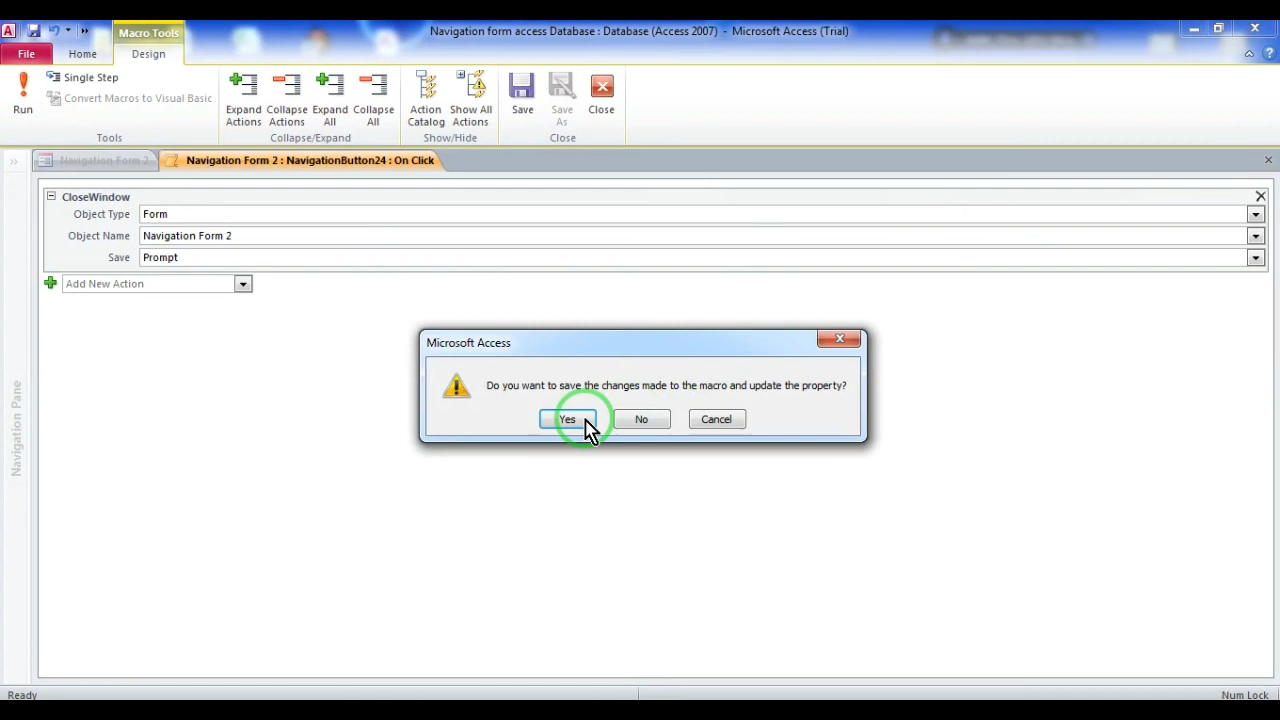 Macro Tools
Navigation form access Database : Database (Access 2007) - Microsoft Access (Trial)
File
Home
Design
Run
Single Step
Convert Macros to Visual Basic
Tools
Expand Actions
Collapse Actions
Expand All
Collapse All
Collapse/Expand
Action Catalog
Show All Actions
Show/Hide
Save
Save As
Close
Close
Navigation Form 2
Navigation Form 2 : NavigationButton24 : On Click
CloseWindow
Object Type
Form
Object Name
Navigation Form 2
Save
Prompt
Add New Action
Navigation Pane
Microsoft Access
Do you want to save the changes made to the macro and update the property?
Yes
No
Cancel
Ready
Num Lock